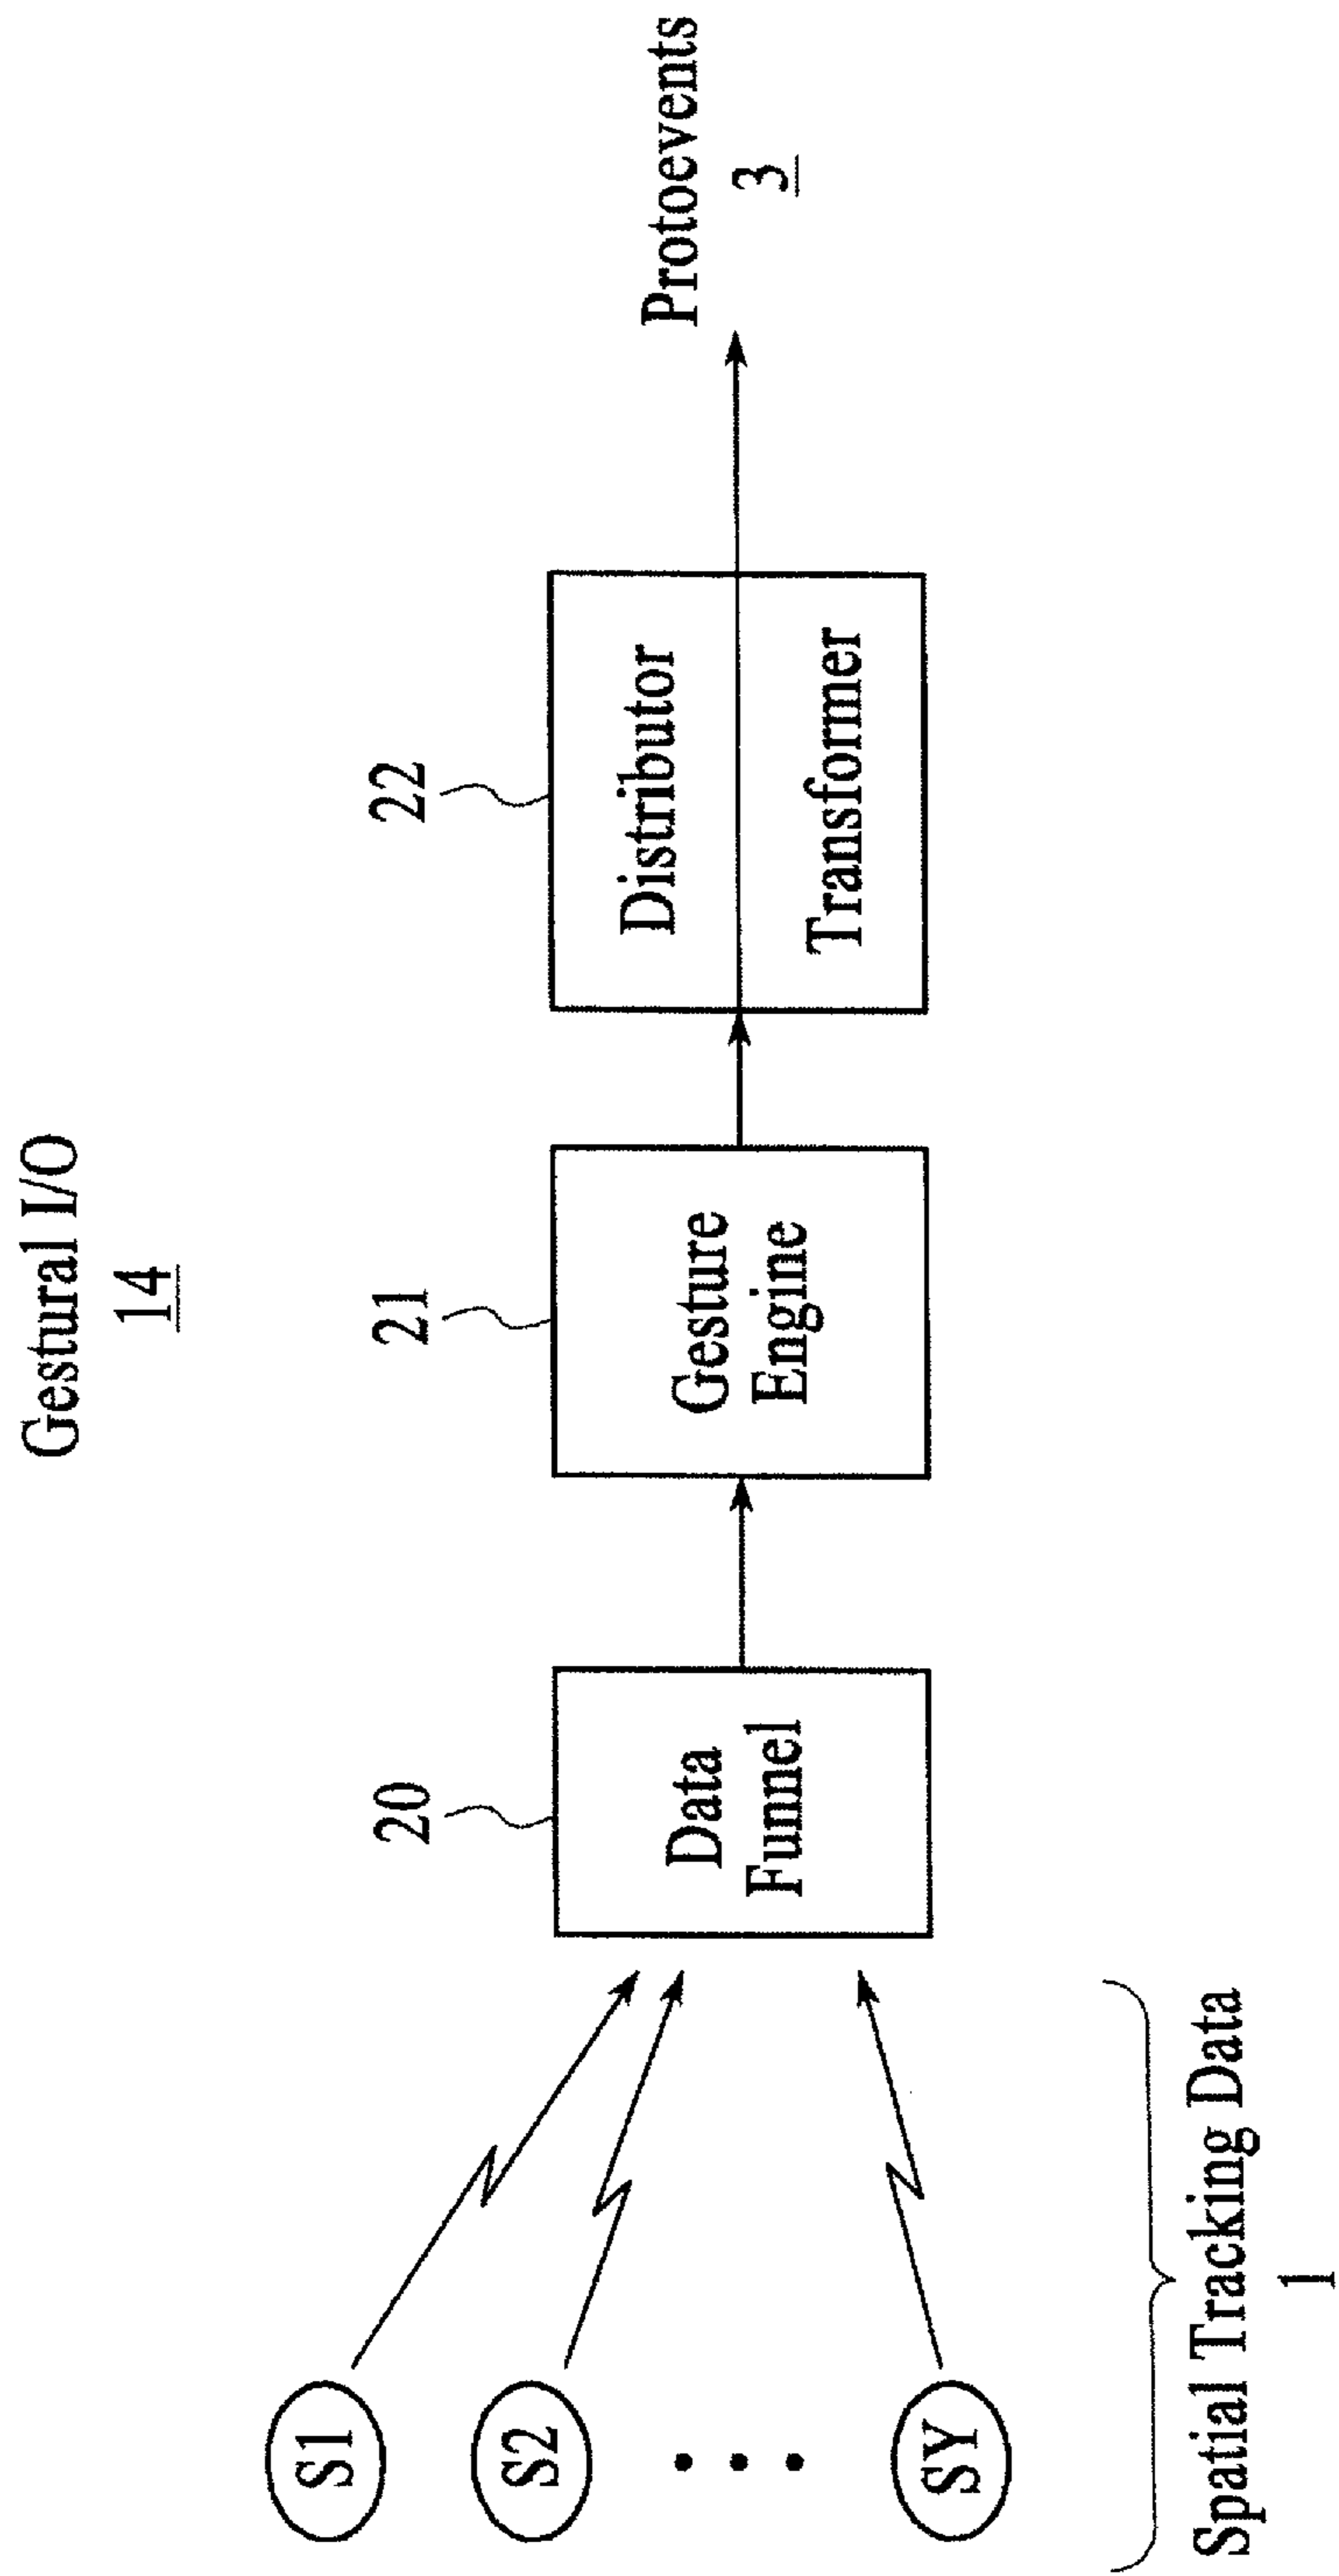 Gestural I/O
14
20
21
22
S1
S2
SY
Data
Funnel
Gesture
Engine
Distributor
Transformer
Protoevents
3
Spatial Tracking Data
1